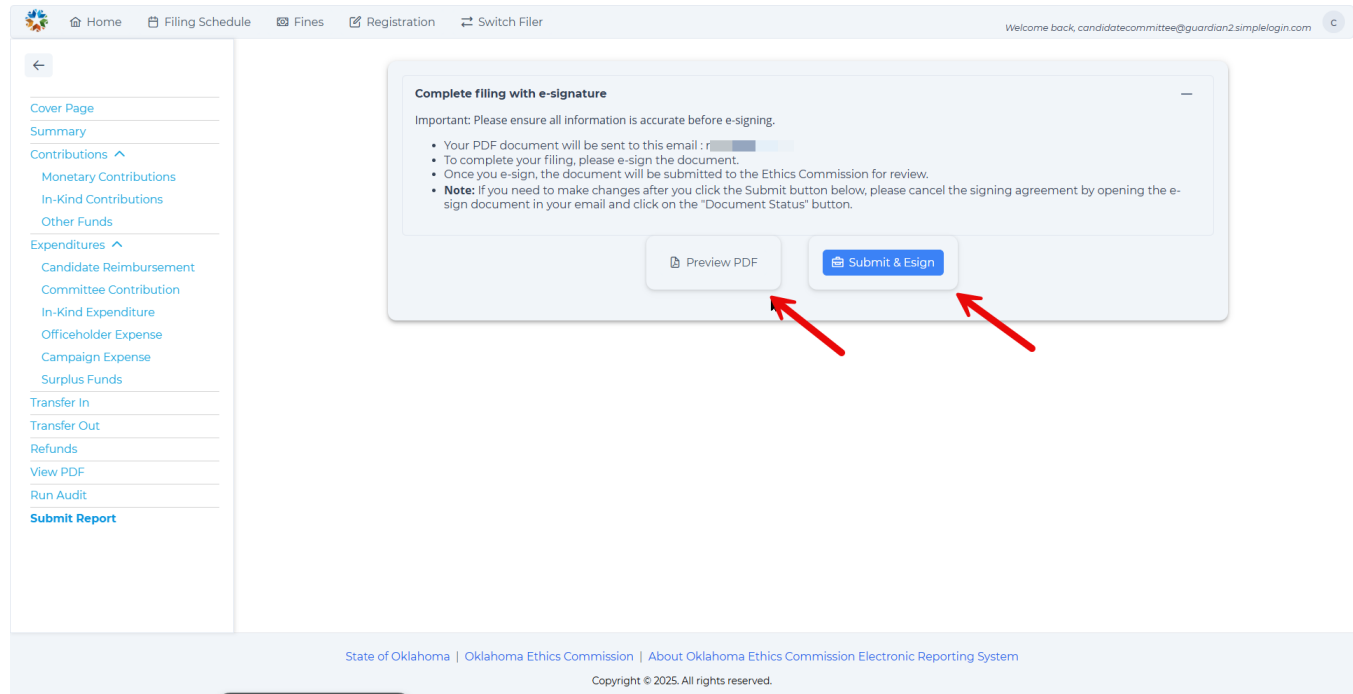 Home Filing Schedule Fines Registration Switch Filer
Welcome back, candidatecommittee@guardian2.simplelogin.com C
Cover Page
Summary
Contributions
Monetary Contributions
In-Kind Contributions
Other Funds
Expenditures
Candidate Reimbursement
Committee Contribution
In-Kind Expenditure
Officeholder Expense
Campaign Expense
Surplus Funds
Transfer In
Transfer Out
Refunds
View PDF
Run Audit
Submit Report
Complete filing with e-signature
Important: Please ensure all information is accurate before e-signing.
• Your PDF document will be sent to this email : r
• To complete your filing, please e-sign the document.
• Once you e-sign, the document will be submitted to the Ethics Commission for review.
• Note: If you need to make changes after you click the Submit button below, please cancel the signing agreement by opening the e-
sign document in your email and click on the "Document Status" button.
Preview PDF
Submit & Esign
State of Oklahoma | Oklahoma Ethics Commission | About Oklahoma Ethics Commission Electronic Reporting System
Copyright © 2025. All rights reserved.